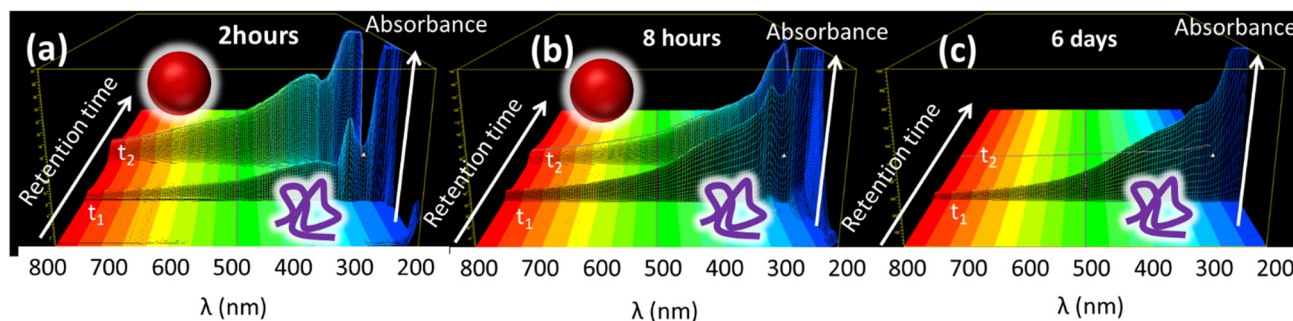 (a)
2hours
Absorbance
Retention time
t₂
t₁
800 700 600 500 400 300 200
λ (nm)
(b)
8 hours
Absorbance
Retention time
t₂
t₁
800 700 600 500 400 300 200
λ (nm)
(c)
6 days
Absorbance
Retention time
t₂
t₁
800 700 600 500 400 300 200
λ (nm)